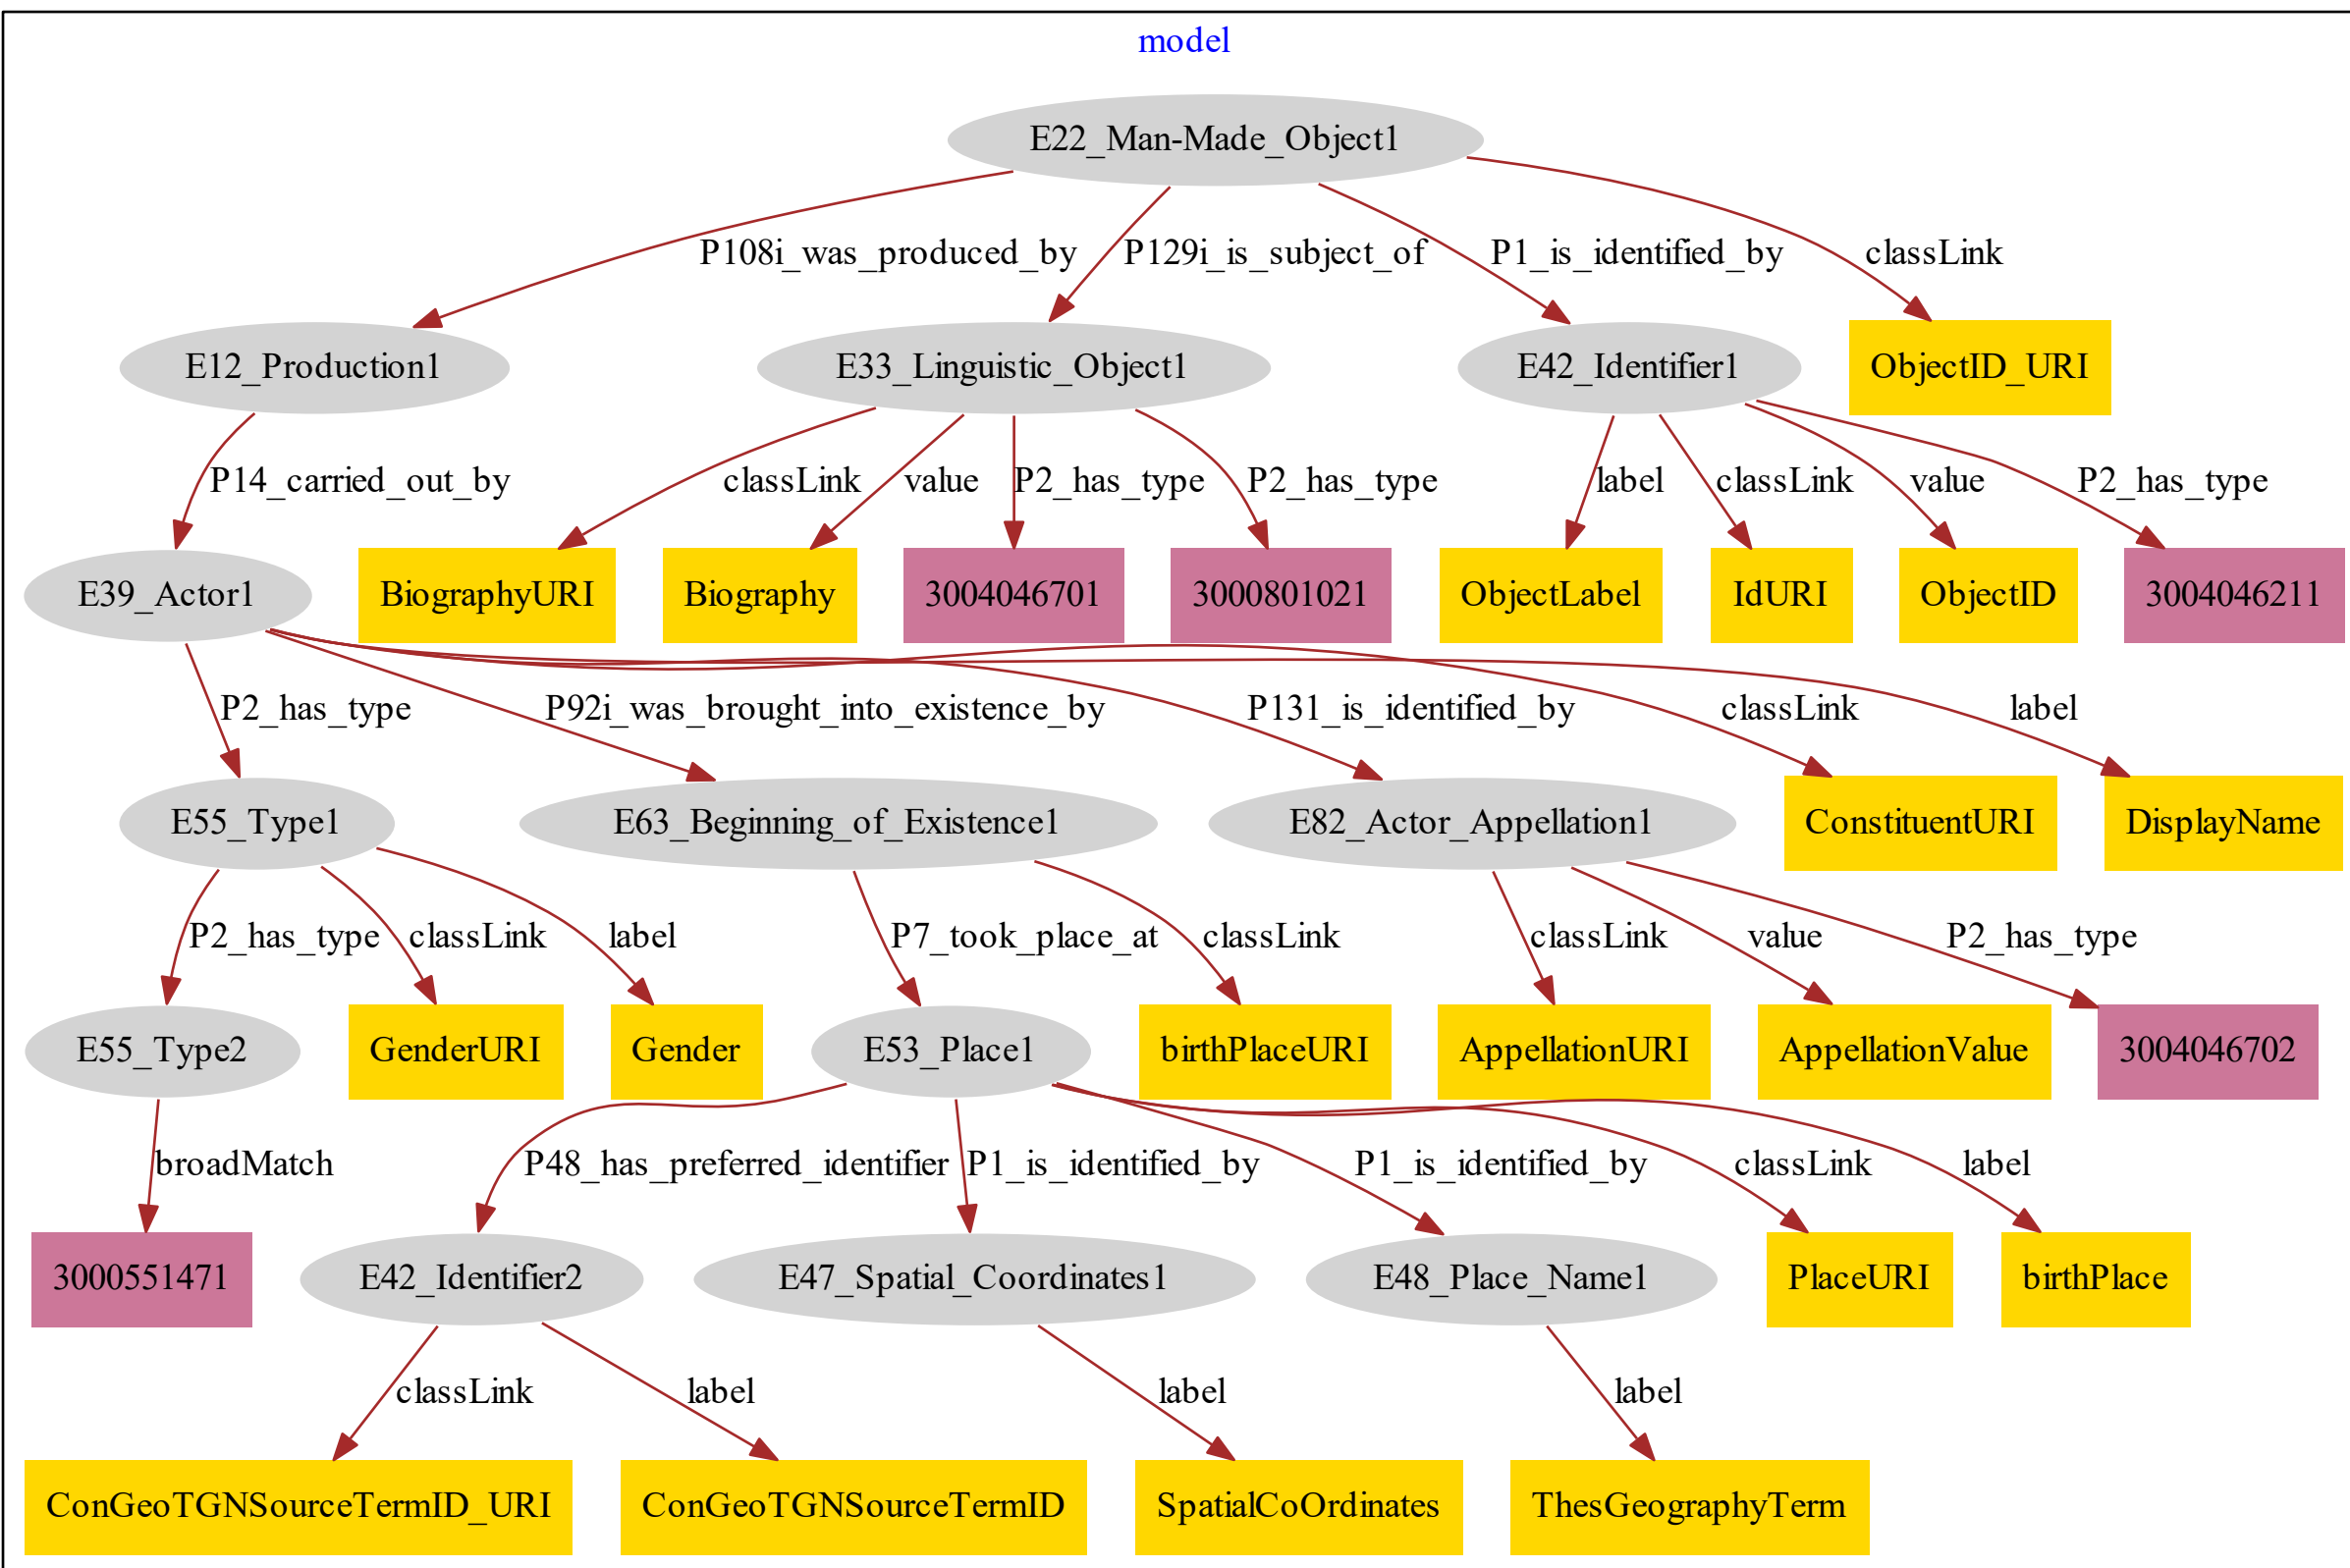 model
E22_Man-Made_Object1
P108i_was_produced_by P129i_is_subject_of P1_is_identified_by classLink
E12_Production1 E33_Linguistic_Object1 E42_Identifier1 ObjectID_URI
P14_carried_out_by classLink value P2_has_type P2_has_type label classLink value P2_has_type
E39_Actor1 BiographyURI Biography 3004046701 3000801021 ObjectLabel IdURI ObjectID 3004046211
P2_has_type P92i_was_brought_into_existence_by P131_is_identified_by classLink label
E55_Type1 E63_Beginning_of_Existence1 E82_Actor_Appellation1 ConstituentURI DisplayName
P2_has_type classLink label P7_took_place_at classLink classLink value P2_has_type
E55_Type2 GenderURI Gender E53_Place1 birthPlaceURI AppellationURI AppellationValue 3004046702
broadMatch P48_has_preferred_identifier P1_is_identified_by P1_is_identified_by classLink label
3000551471 E42_Identifier2 E47_Spatial_Coordinates1 E48_Place_Name1 PlaceURI birthPlace
classLink label label label
ConGeoTGNSourceTermID_URI ConGeoTGNSourceTermID SpatialCoOrdinates ThesGeographyTerm